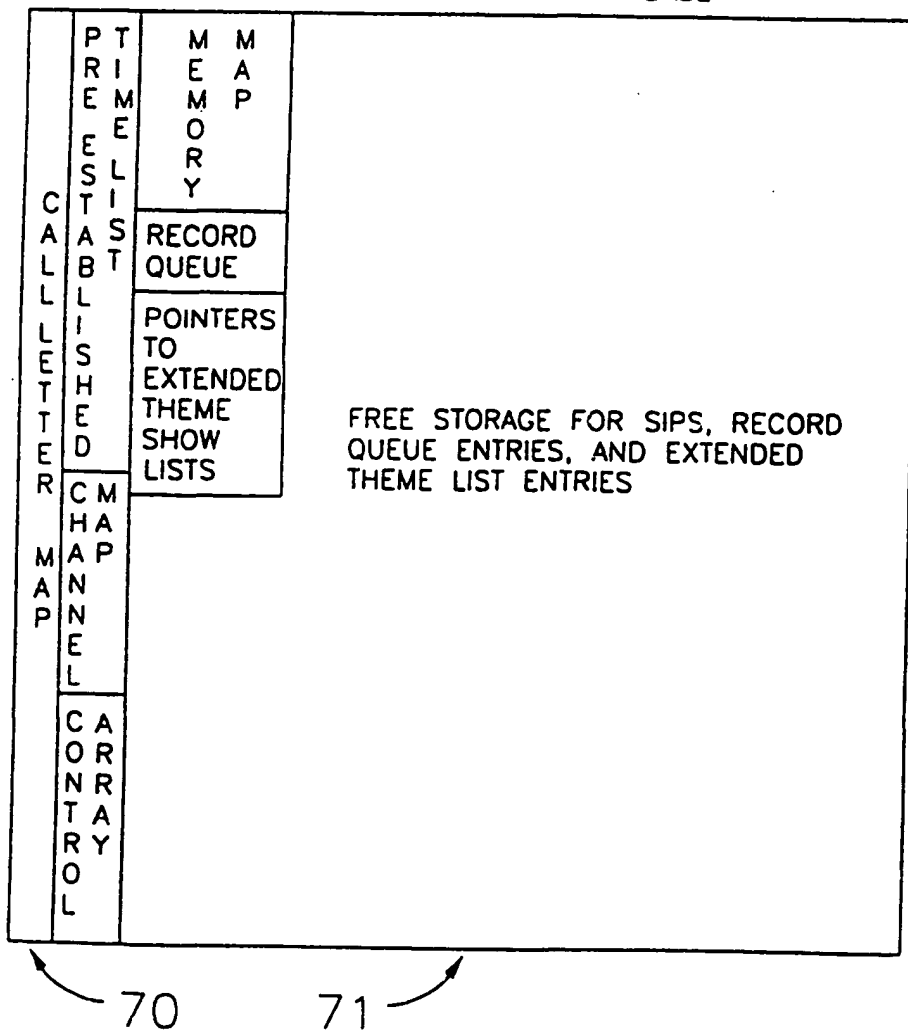 CALL LETTER MAP
PRE ESTABLISHED
TIME LIST
CHANNEL
MAP
CONTROL
ARRAY
MEMORY
MAP
RECORD
QUEUE
POINTERS
TO
EXTENDED
THEME
SHOW
LISTS
FREE STORAGE FOR SIPS, RECORD
QUEUE ENTRIES, AND EXTENDED
THEME LIST ENTRIES
70
71